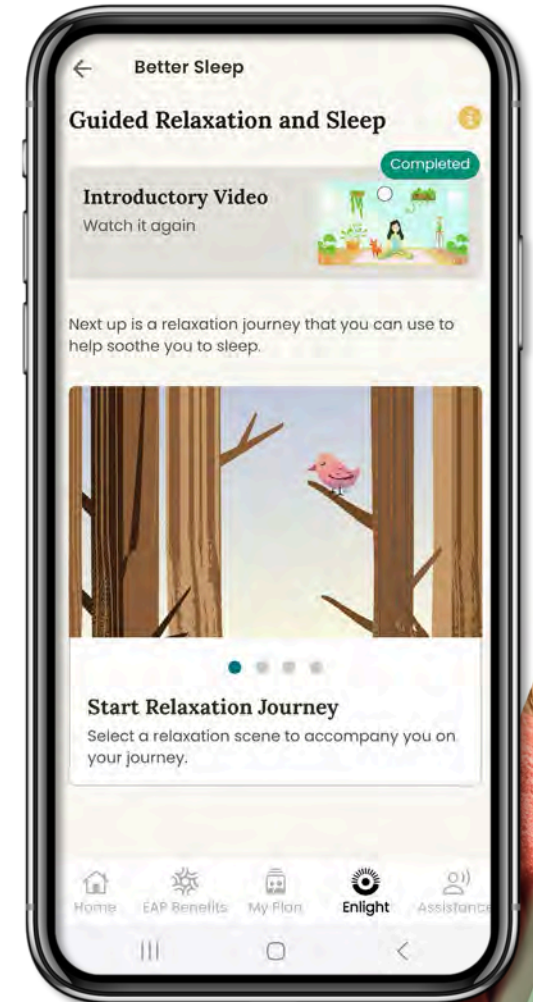 Better Sleep
Guided Relaxation and Sleep
Completed
Introductory Video
Watch it again
Next up is a relaxation journey that you can use to
help soothe you to sleep.
Start Relaxation Journey
Select a relaxation scene to accompany you on
your journey.
Home EAP Benefits My Plan Enlight Assistance